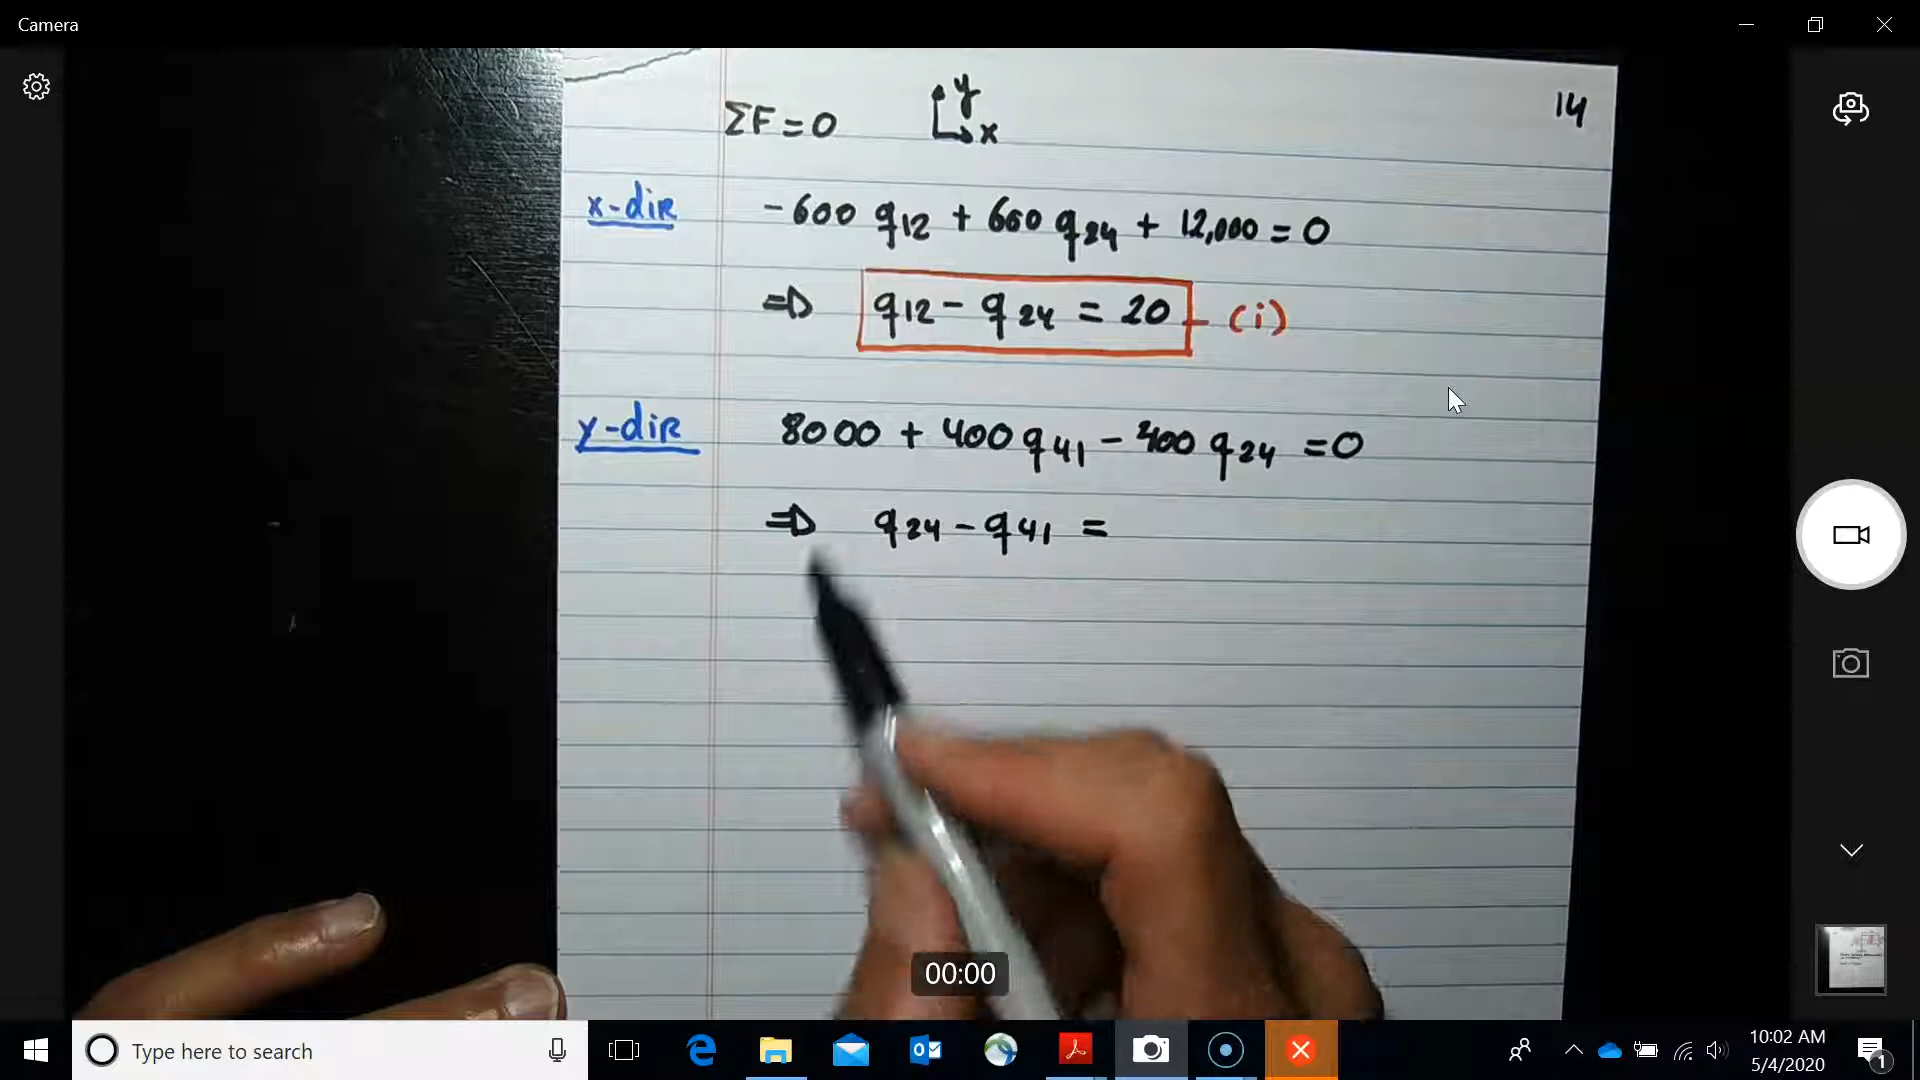 Camera
ΣF = 0 y x 14
x-dir -600 q12 + 600 q24 + 12,000 = 0
⇒ q12 - q24 = 20 - (i)
y-dir 8000 + 400 q41 - 400 q24 = 0
⇒ q24 - q41 =
00:00
Type here to search
10:02 AM
5/4/2020
1